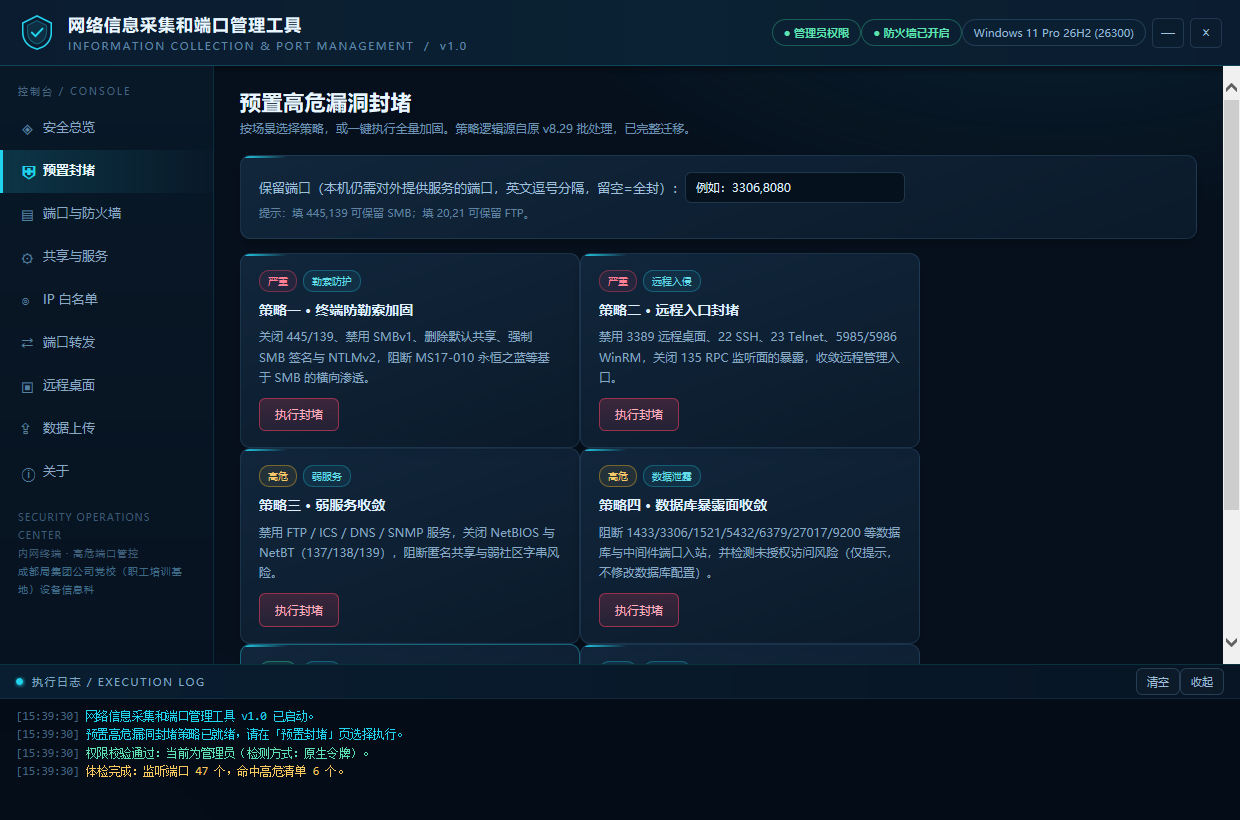 网络信息采集和端口管理工具
INFORMATION COLLECTION & PORT MANAGEMENT / v1.0
管理员权限
防火墙已开启
Windows 11 Pro 26H2 (26300)
控制台 / CONSOLE
安全总览
预置封堵
端口与防火墙
共享与服务
IP 白名单
端口转发
远程桌面
数据上传
关于
SECURITY OPERATIONS
CENTER
内网终端 · 高危端口管控
成都局集团公司党校（职工培训基
地）设备信息科
预置高危漏洞封堵
按场景选择策略，或一键执行全量加固。策略逻辑源自原 v8.29 批处理，已完整迁移。
保留端口（本机仍需对外提供服务的端口，英文逗号分隔，留空=全封）：
例如：3306,8080
提示：填 445,139 可保留 SMB；填 20,21 可保留 FTP。
严重 勒索防护
策略一 • 终端防勒索加固
关闭 445/139、禁用 SMBv1、删除默认共享、强制
SMB 签名与 NTLMv2，阻断 MS17-010 永恒之蓝等基
于 SMB 的横向渗透。
执行封堵
严重 远程入侵
策略二 • 远程入口封堵
禁用 3389 远程桌面、22 SSH、23 Telnet、5985/5986
WinRM，关闭 135 RPC 监听面的暴露，收敛远程管理入
口。
执行封堵
高危 弱服务
策略三 • 弱服务收敛
禁用 FTP / ICS / DNS / SNMP 服务，关闭 NetBIOS 与
NetBT（137/138/139），阻断匿名共享与弱社区字串风
险。
执行封堵
高危 数据泄露
策略四 • 数据库暴露面收敛
阻断 1433/3306/1521/5432/6379/27017/9200 等数据
库与中间件端口入站，并检测未授权访问风险（仅提示，
不修改数据库配置）。
执行封堵
执行日志 / EXECUTION LOG
清空
收起
[15:39:30] 网络信息采集和端口管理工具 v1.0 已启动。
[15:39:30] 预置高危漏洞封堵策略已就绪，请在「预置封堵」页选择执行。
[15:39:30] 权限校验通过：当前为管理员（检测方式：原生令牌）。
[15:39:30] 体检完成：监听端口 47 个，命中高危清单 6 个。